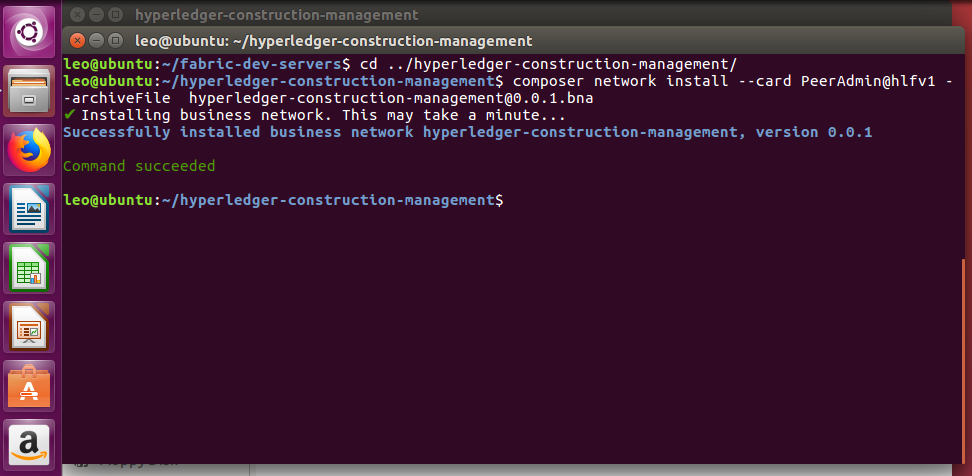 hyperledger-construction-management
leo@ubuntu: ~/hyperledger-construction-management
leo@ubuntu:~/fabric-dev-servers$ cd ../hyperledger-construction-management/
leo@ubuntu:~/hyperledger-construction-management$ composer network install --card PeerAdmin@hlfv1 -
-archiveFile  hyperledger-construction-management@0.0.1.bna
✔ Installing business network. This may take a minute...
Successfully installed business network hyperledger-construction-management, version 0.0.1
Command succeeded
leo@ubuntu:~/hyperledger-construction-management$